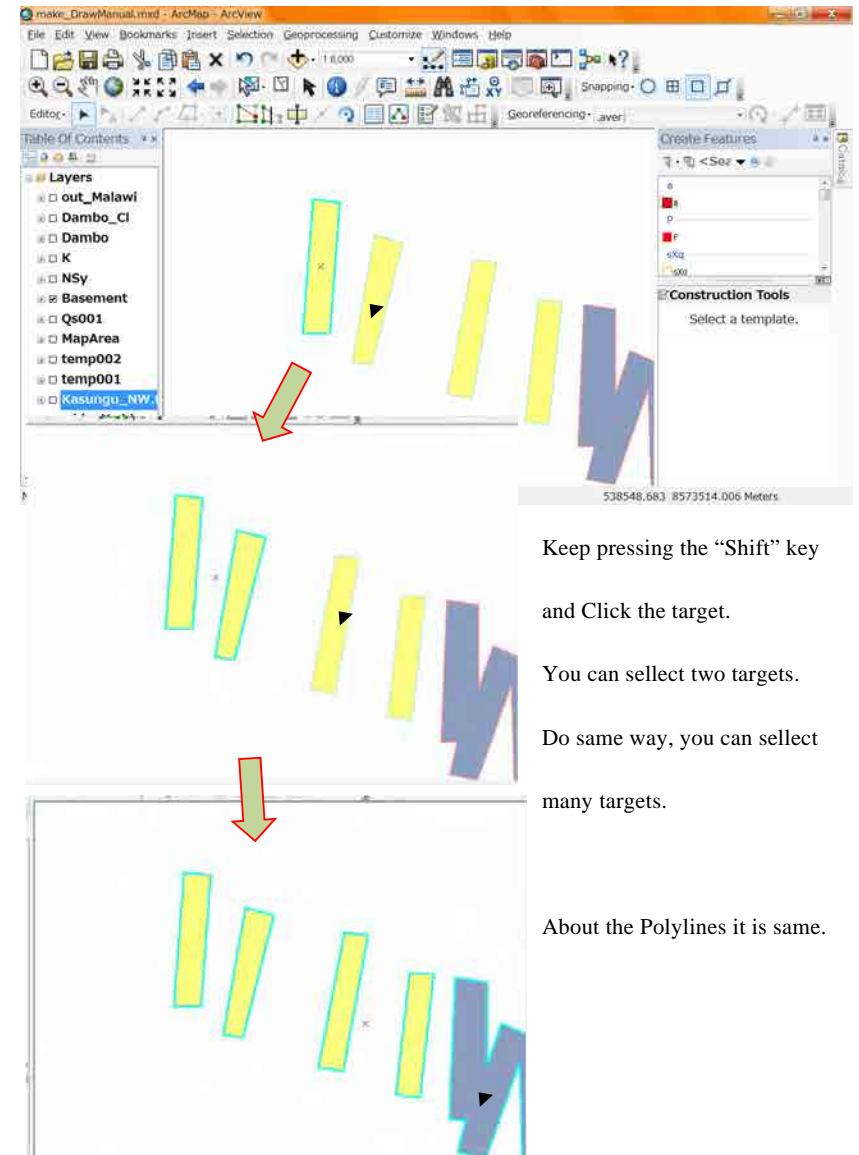 make_DrawManual.mxd - ArcMap - ArcView
File Edit View Bookmarks Insert Selection Geoprocessing Customize Windows Help
Editor Georeferencing
Snapping
Table Of Contents
Layers
out_Malawi
Dambo_Cl
Dambo
K
NSy
Basement
Qs001
MapArea
temp002
temp001
Kasungu_NW.
Create Features
Catalog
Construction Tools
Select a template.
538548.683 8573514.006 Meters
Keep pressing the “Shift” key
and Click the target.
You can sellect two targets.
Do same way, you can sellect
many targets.
About the Polylines it is same.